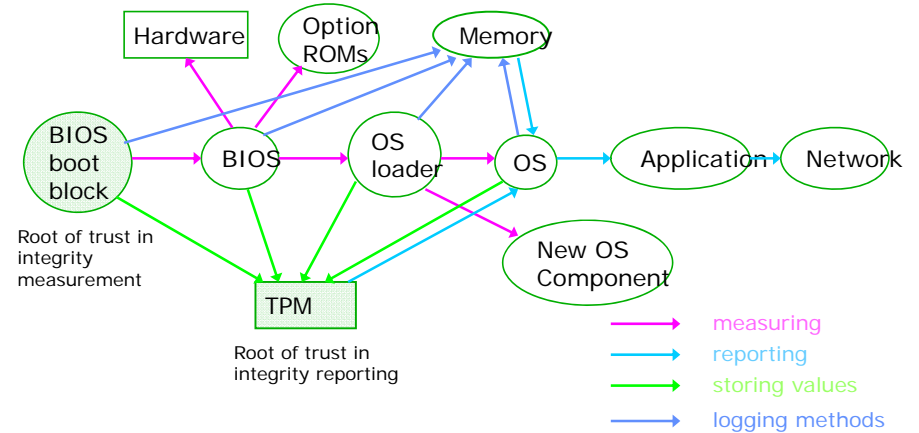 Hardware
Option
ROMs
Memory
BIOS
boot
block
BIOS
OS
loader
OS
Application
Network
Root of trust in
integrity
measurement
New OS
Component
TPM
Root of trust in
integrity reporting
measuring
reporting
storing values
logging methods